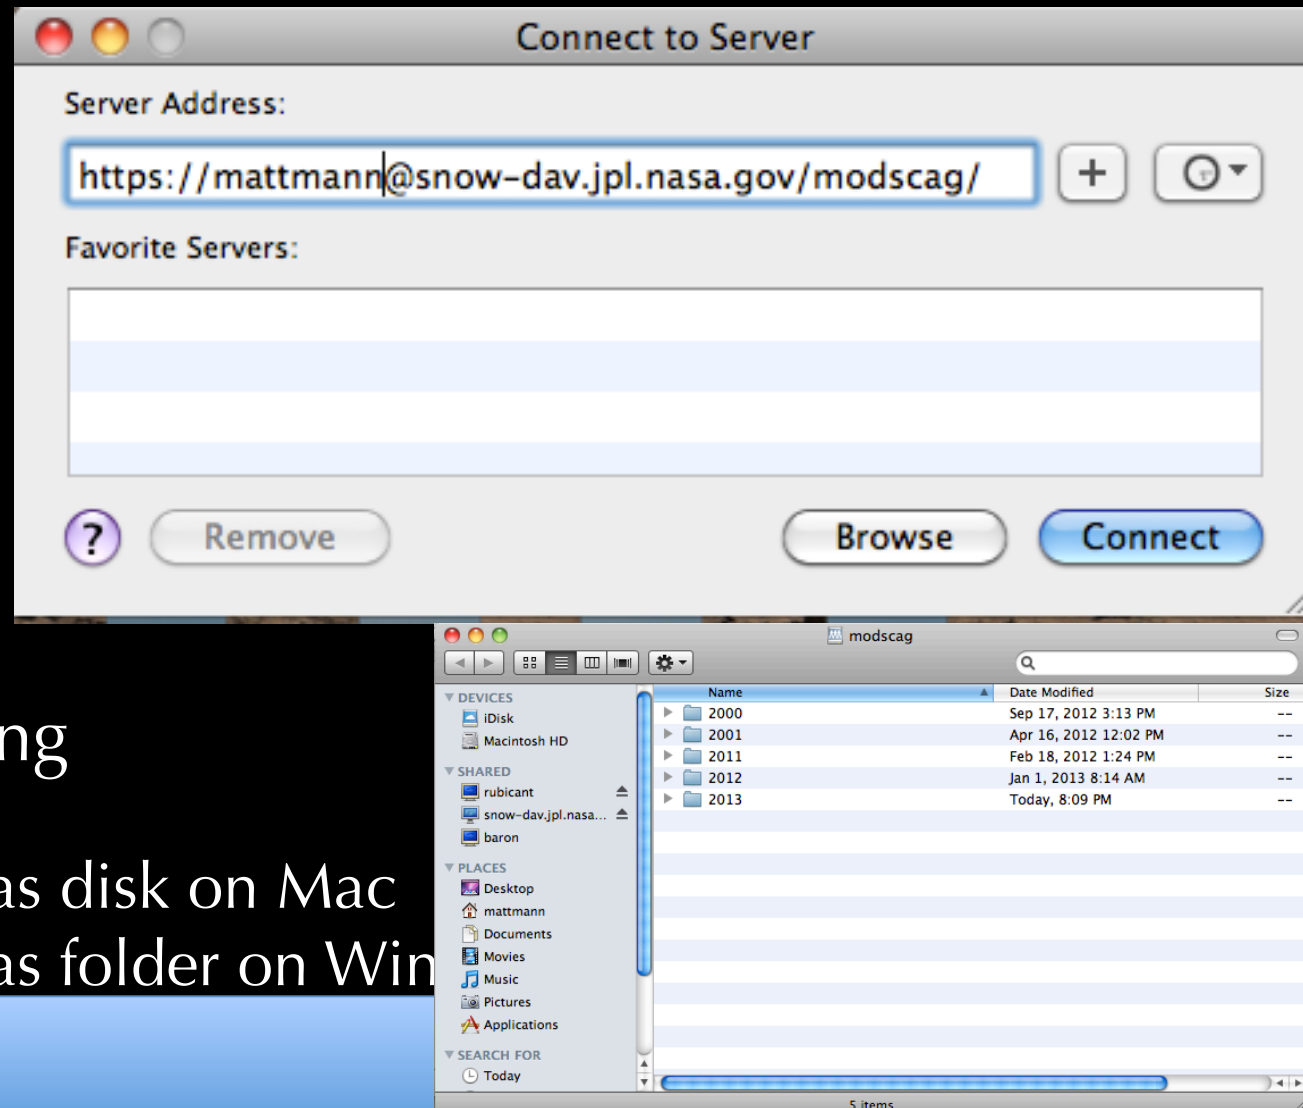 Connect to Server
Server Address:
https://mattmann@snow-dav.jpl.nasa.gov/modscag/
Favorite Servers:
? Remove Browse Connect
modscag
ng
as disk on Mac
as folder on Win
DEVICES
iDisk
Macintosh HD
SHARED
rubicant
snow-dav.jpl.nasa...
baron
PLACES
Desktop
mattmann
Documents
Movies
Music
Pictures
Applications
SEARCH FOR
Today
Name Date Modified Size
2000 Sep 17, 2012 3:13 PM --
2001 Apr 16, 2012 12:02 PM --
2011 Feb 18, 2012 1:24 PM --
2012 Jan 1, 2013 8:14 AM --
2013 Today, 8:09 PM --
5 items